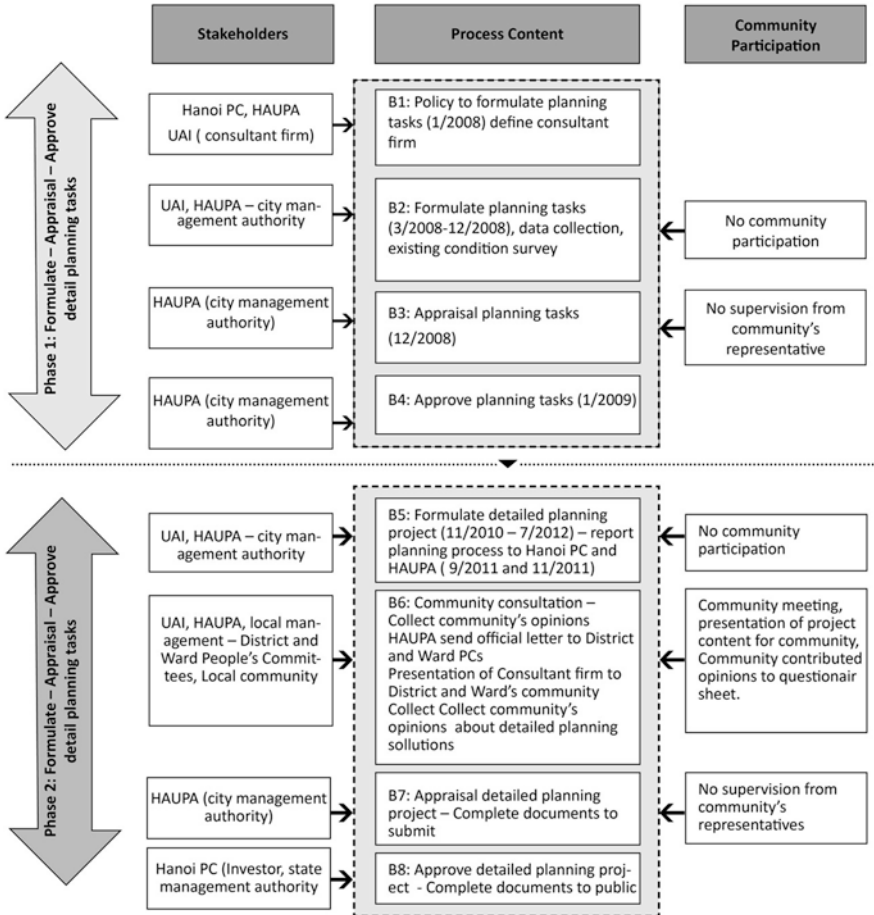 Stakeholders
Process Content
Community
Participation
Phase 1: Formulate – Appraisal – Approve
detail planning tasks
Hanoi PC, HAUPA
UAI ( consultant firm)
B1: Policy to formulate planning
tasks (1/2008) define consultant
firm
UAI, HAUPA – city man-
agement authority
B2: Formulate planning tasks
(3/2008-12/2008), data collection,
existing condition survey
No community
participation
HAUPA (city management
authority)
B3: Appraisal planning tasks
(12/2008)
No supervision from
community's
representative
HAUPA (city management
authority)
B4: Approve planning tasks (1/2009)
Phase 2: Formulate – Appraisal – Approve
detail planning tasks
UAI, HAUPA – city man-
agement authority
B5: Formulate detailed planning
project (11/2010 – 7/2012) – report
planning process to Hanoi PC and
HAUPA ( 9/2011 and 11/2011)
No community
participation
UAI, HAUPA, local man-
agement – District and
Ward People's Commit-
tees, Local community
B6: Community consultation –
Collect community's opinions
HAUPA send official letter to District
and Ward PCs
Presentation of Consultant firm to
District and Ward's community
Collect Collect community's
opinions about detailed planning
sollutions
Community meeting,
presentation of project
content for community,
Community contributed
opinions to questionair
sheet.
HAUPA (city management
authority)
B7: Appraisal detailed planning
project – Complete documents to
submit
No supervision from
community's
representatives
Hanoi PC (Investor, state
management authority
B8: Approve detailed planning proj-
ect - Complete documents to public